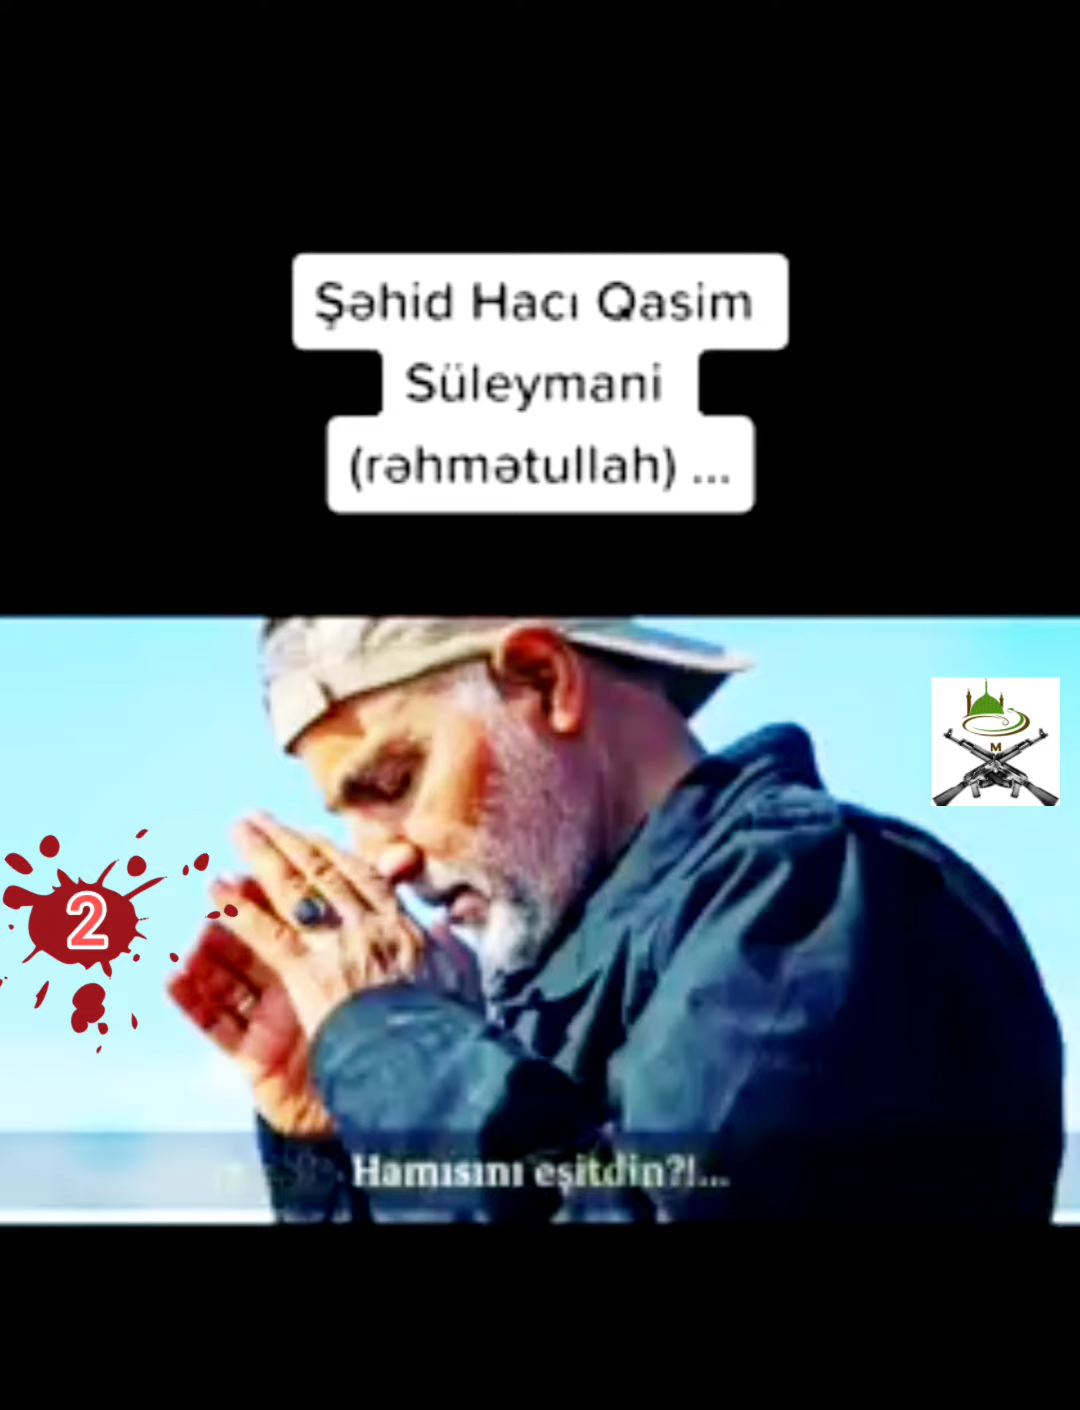 Şəhid Hacı Qasim
Süleymani
(rəhmətullah) ...
M
2
Hamısını eşitdin?!...